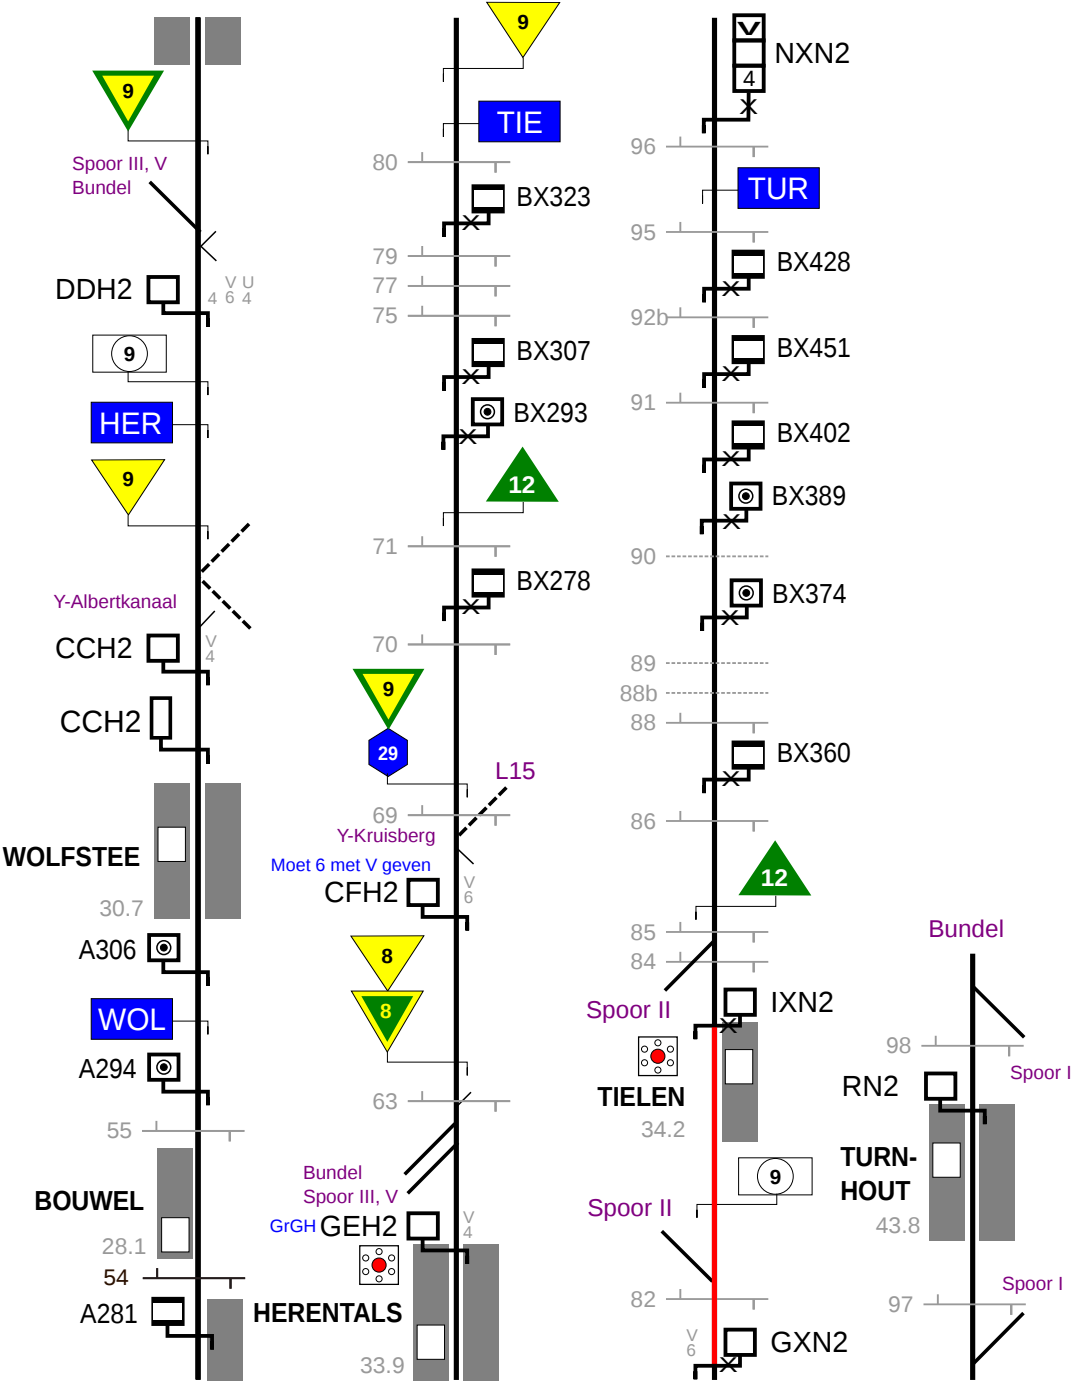 9
Spoor III, V
Bundel
DDH2
V U
4 6 4
9
HER
9
Y-Albertkanaal
CCH2
V
4
CCH2
WOLFSTEE
30.7
A306
WOL
A294
55
BOUWEL
28.1
54
A281
9
TIE
80
BX323
79
77
75
BX307
BX293
12
71
BX278
70
9
29
L15
69
Y-Kruisberg
Moet 6 met V geven
CFH2
V
6
8
8
63
Bundel
Spoor III, V
GrGH GEH2
V
4
HERENTALS
33.9
V
NXN2
4
96
TUR
95
BX428
92b
BX451
91
BX402
BX389
90
BX374
89
88b
88
BX360
86
12
85
84
Spoor II
IXN2
TIELEN
34.2
9
Spoor II
82
V
6
GXN2
Bundel
98
Spoor I
RN2
TURN-
HOUT
43.8
Spoor I
97